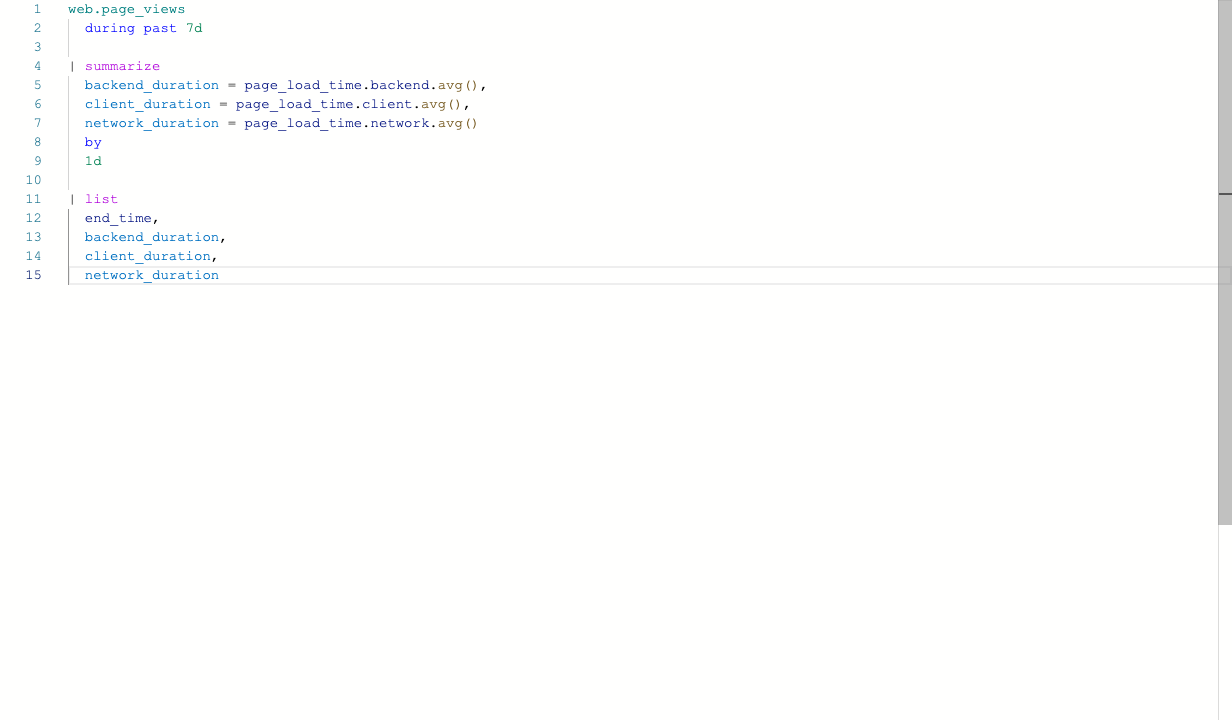 1 web.page_views
2 during past 7d
3
4 | summarize
5 backend_duration = page_load_time.backend.avg(),
6 client_duration = page_load_time.client.avg(),
7 network_duration = page_load_time.network.avg()
8 by
9 1d
10
11 | list
12 end_time,
13 backend_duration,
14 client_duration,
15 network_duration